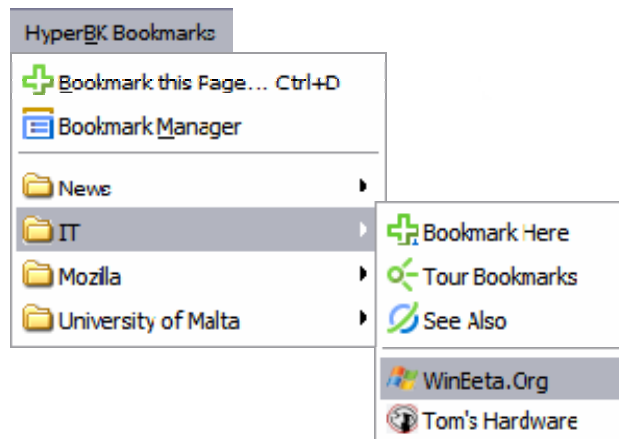 HyperBK Bookmarks
Bookmark this Page... Ctrl+D
Bookmark Manager
News
IT
Mozilla
University of Malta
Bookmark Here
Tour Bookmarks
See Also
WinBeta.Org
Tom's Hardware